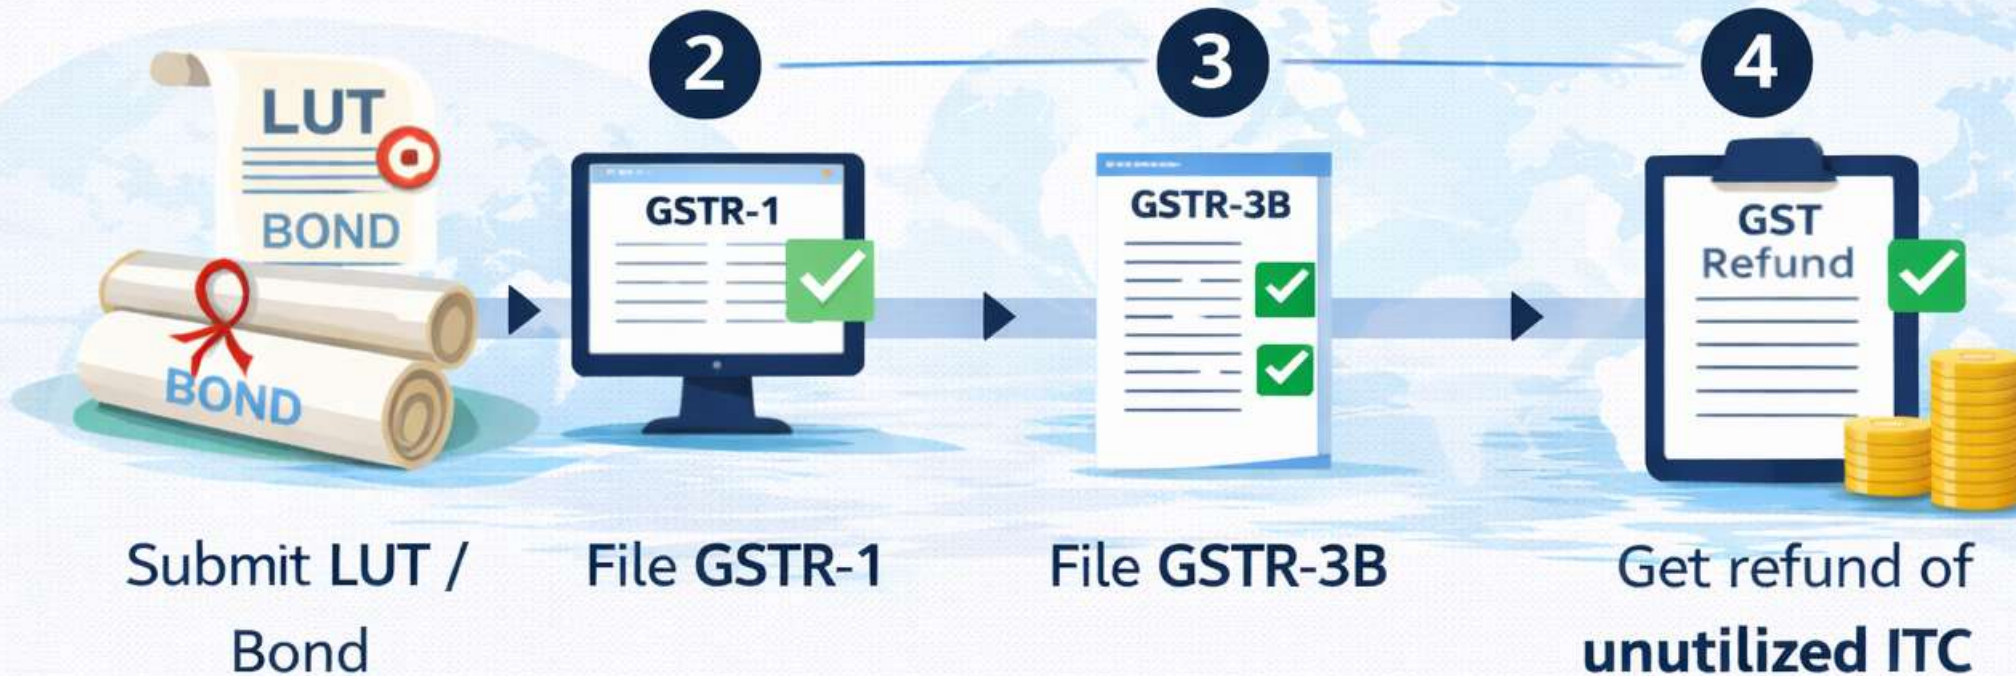 2
3
4
LUT
BOND
BOND
GSTR-1
GSTR-3B
GST
Refund
Submit LUT /
Bond
File GSTR-1
File GSTR-3B
Get refund of
unutilized ITC